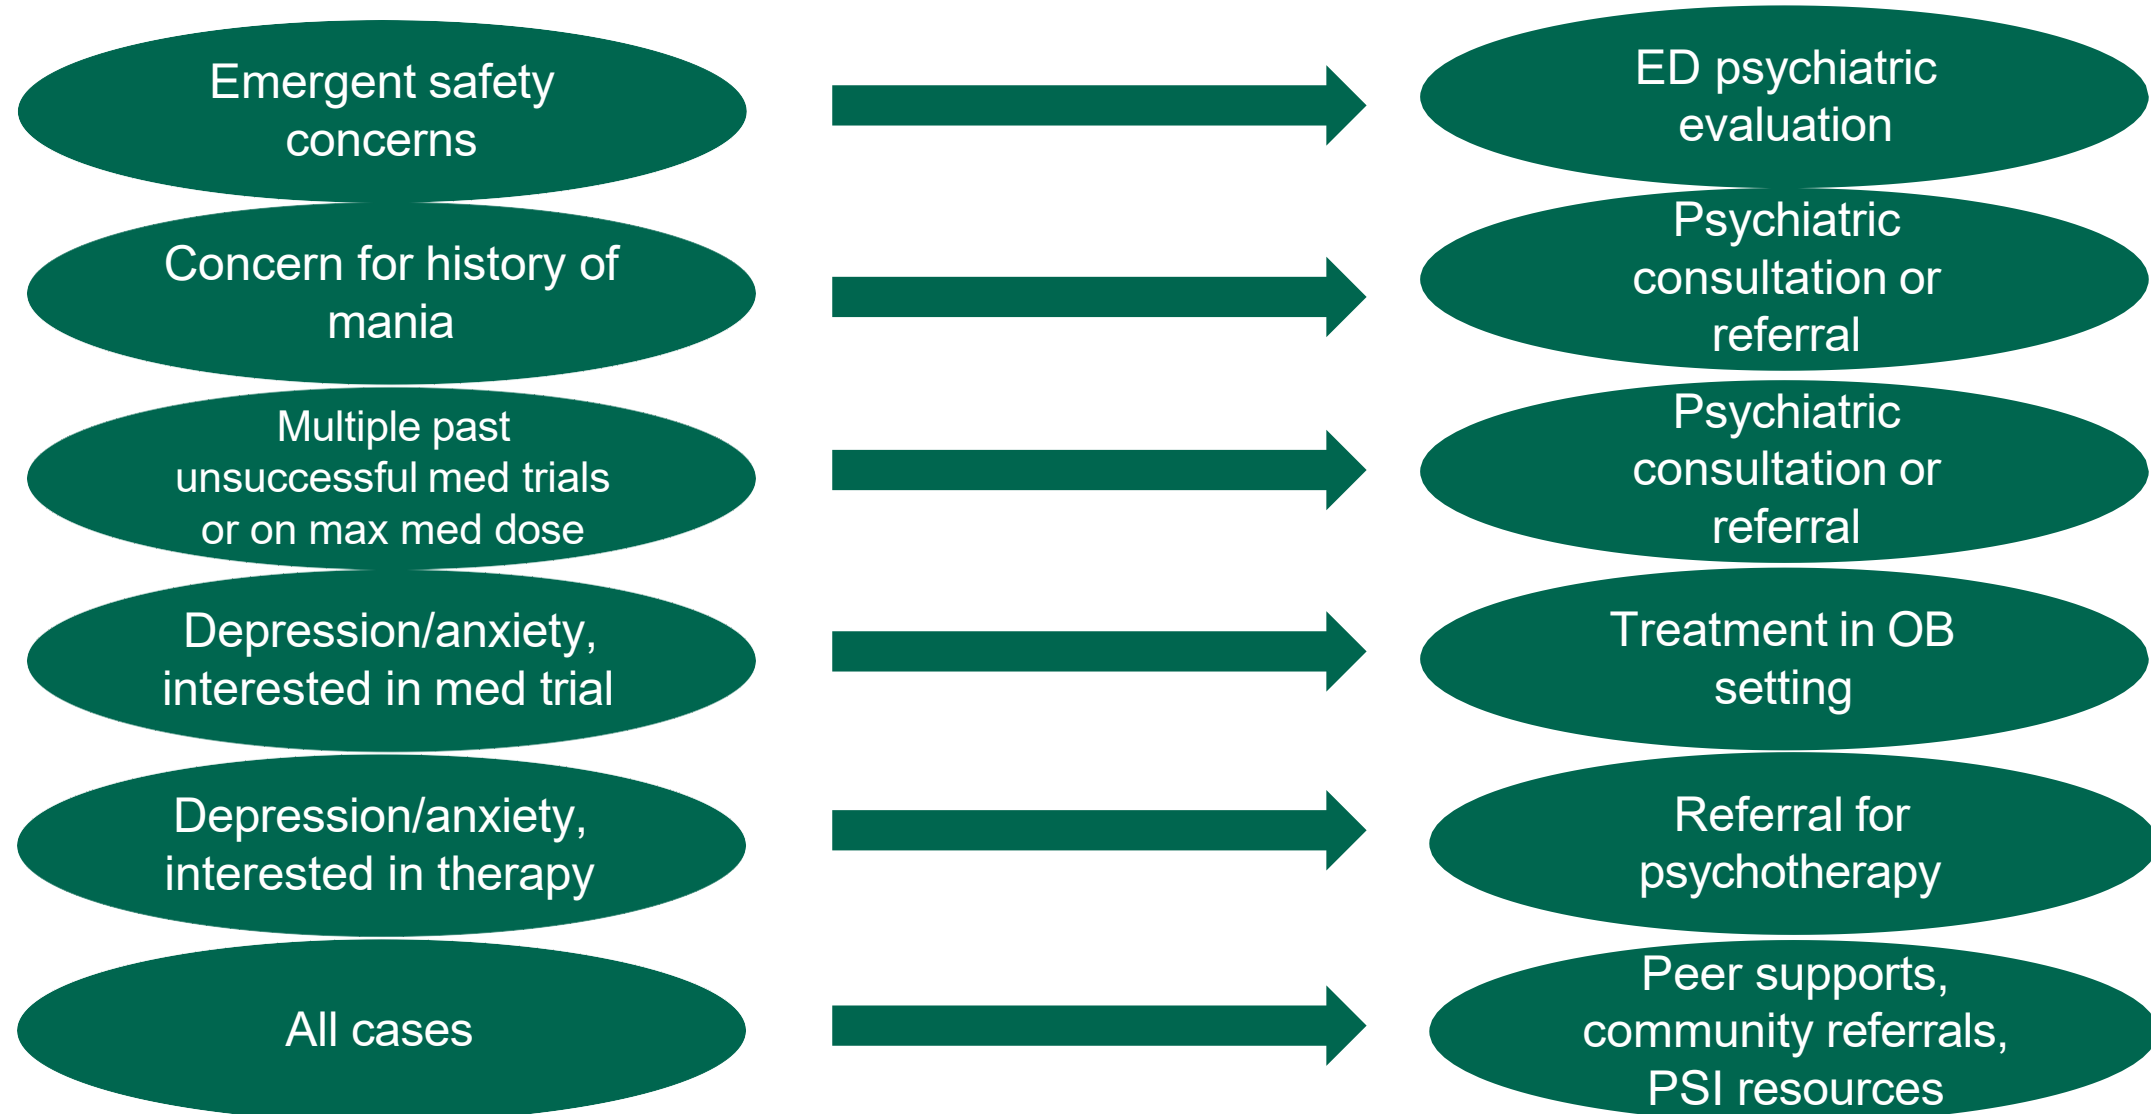 Emergent safety
concerns
ED psychiatric
evaluation
Concern for history of
mania
Psychiatric
consultation or
referral
Multiple past
unsuccessful med trials
or on max med dose
Psychiatric
consultation or
referral
Depression/anxiety,
interested in med trial
Treatment in OB
setting
Depression/anxiety,
interested in therapy
Referral for
psychotherapy
All cases
Peer supports,
community referrals,
PSI resources